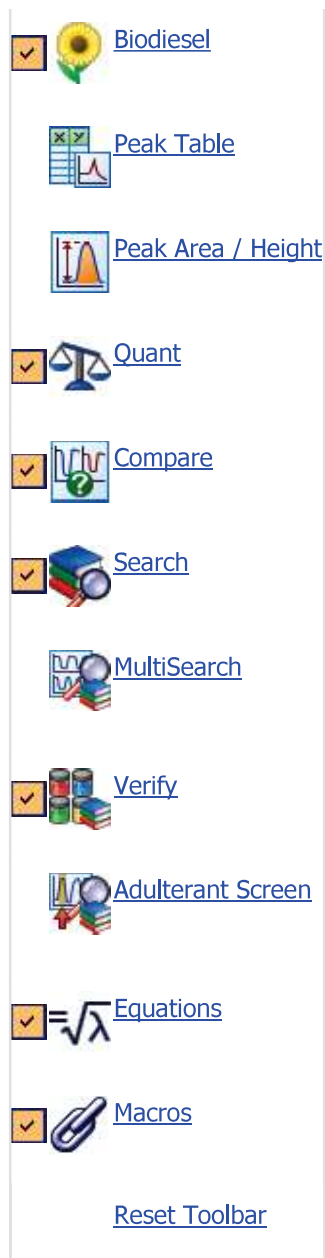 Biodiesel
X Y
Peak Table
Peak Area / Height
Quant
?
Compare
Search
MultiSearch
Verify
Adulterant Screen
=√λ
Equations
Macros
Reset Toolbar